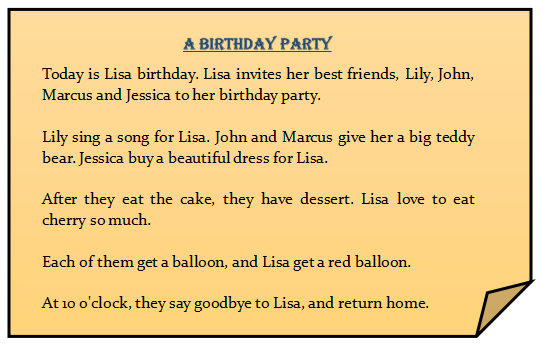 A BIRTHDAY PARTY
Today is Lisa birthday. Lisa invites her best friends, Lily, John,
Marcus and Jessica to her birthday party.
Lily sing a song for Lisa. John and Marcus give her a big teddy
bear. Jessica buy a beautiful dress for Lisa.
After they eat the cake, they have dessert. Lisa love to eat
cherry so much.
Each of them get a balloon, and Lisa get a red balloon.
At 10 o'clock, they say goodbye to Lisa, and return home.